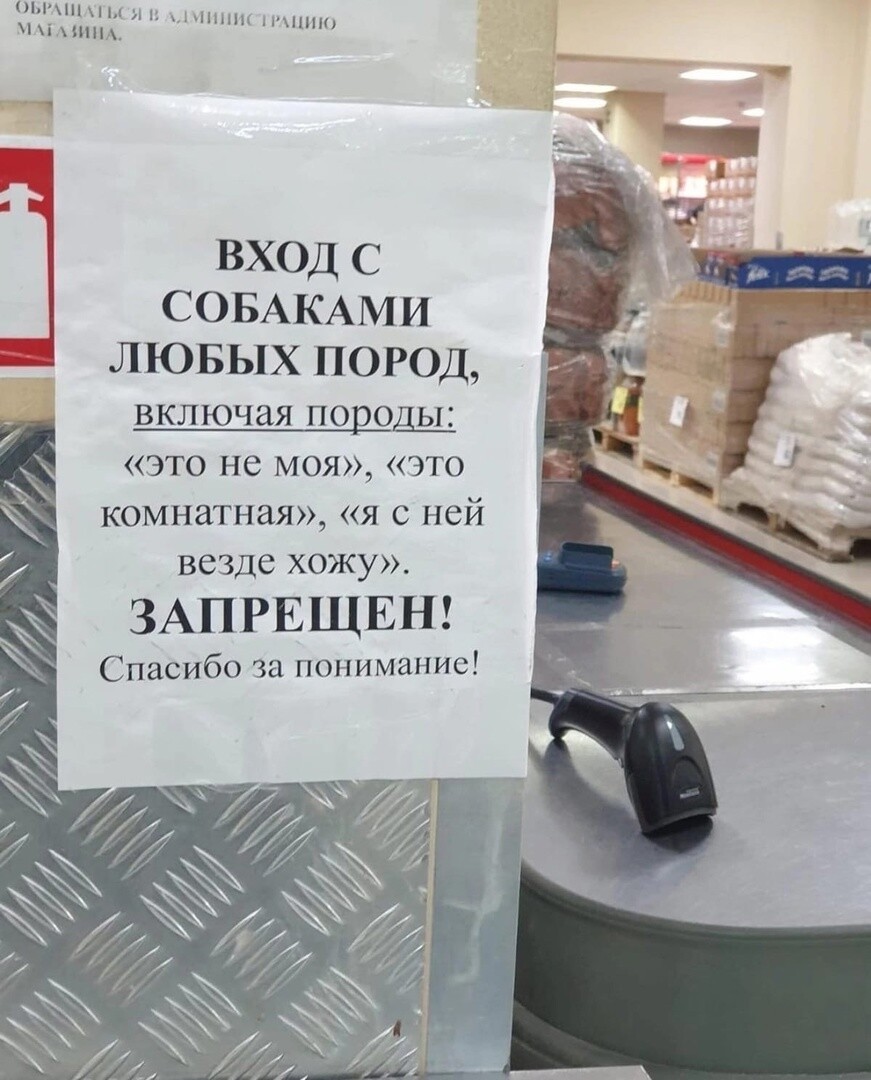 ОБРАЩАТЬСЯ В АДМИНИСТРАЦИЮ
МАГАЗИНА.
ВХОД С
СОБАКАМИ
ЛЮБЫХ ПОРОД,
включая породы:
«это не моя», «это
комнатная», «я с ней
везде хожу».
ЗАПРЕЩЕН!
Спасибо за понимание!